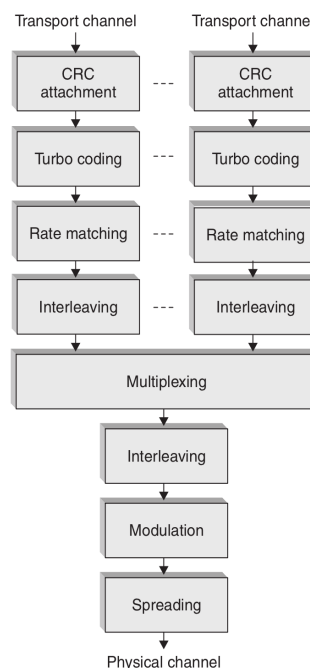 Transport channel Transport channel
CRC attachment --- CRC attachment
Turbo coding --- Turbo coding
Rate matching --- Rate matching
Interleaving --- Interleaving
Multiplexing
Interleaving
Modulation
Spreading
Physical channel